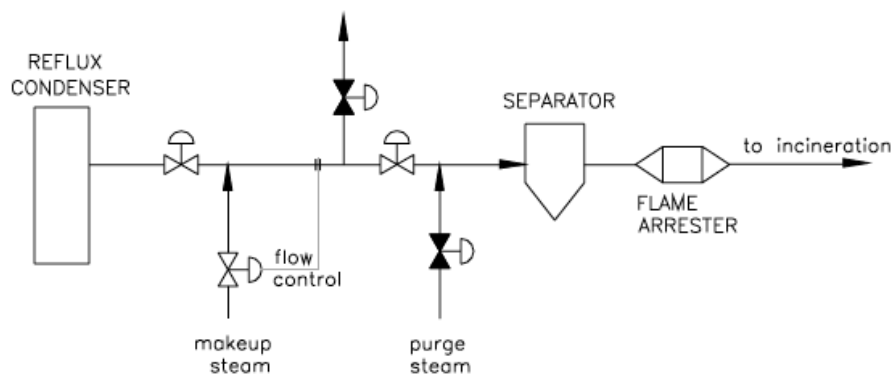 REFLUX
CONDENSER
SEPARATOR
to incineration
FLAME
ARRESTER
flow
control
makeup
steam
purge
steam